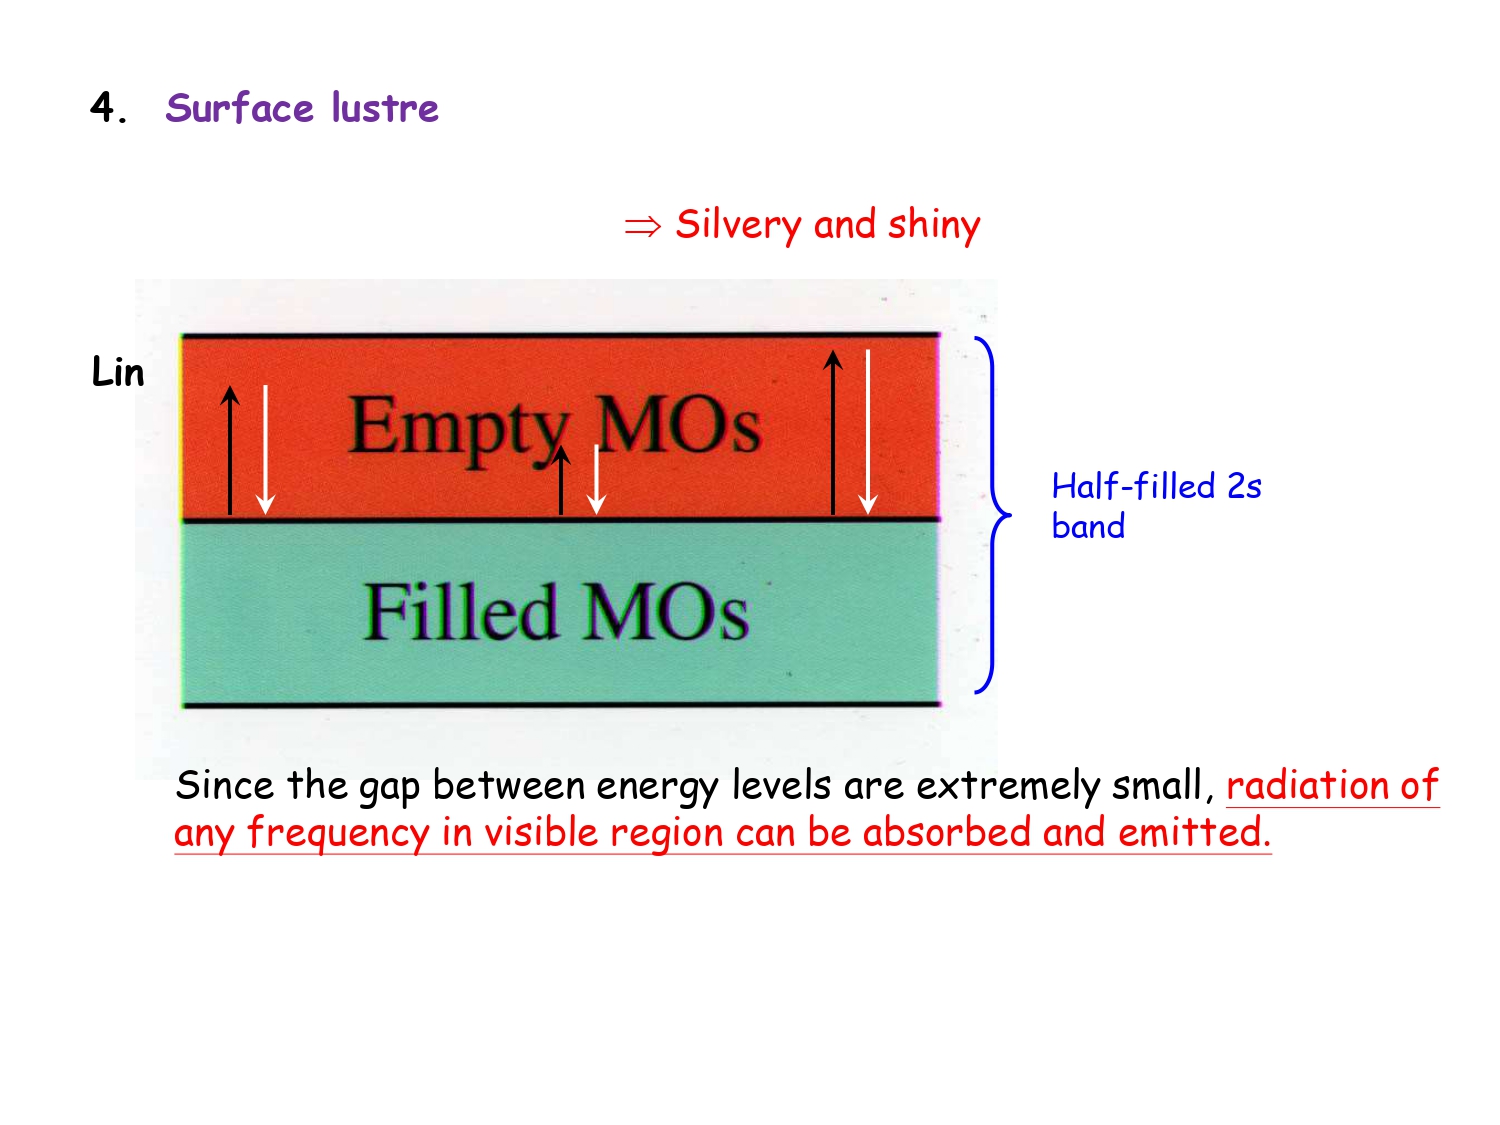 4. Surface lustre
⇒ Silvery and shiny
Lin
Empty MOs
Half-filled 2s
band
Filled MOs
Since the gap between energy levels are extremely small, radiation of
any frequency in visible region can be absorbed and emitted.